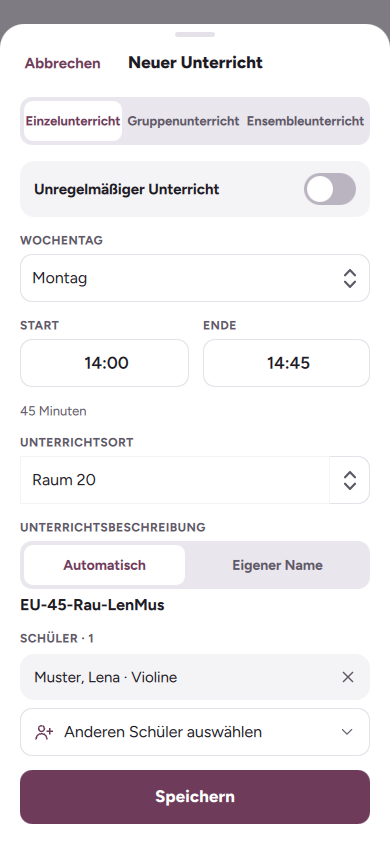 Abbrechen Neuer Unterricht
Einzelunterricht Gruppenunterricht Ensembleunterricht
Unregelmäßiger Unterricht
WOCHENTAG
Montag
START ENDE
14:00 14:45
45 Minuten
UNTERRICHTSORT
Raum 20
UNTERRICHTSBESCHREIBUNG
Automatisch Eigener Name
EU-45-Rau-LenMus
SCHÜLER · 1
Muster, Lena · Violine
Anderen Schüler auswählen
Speichern